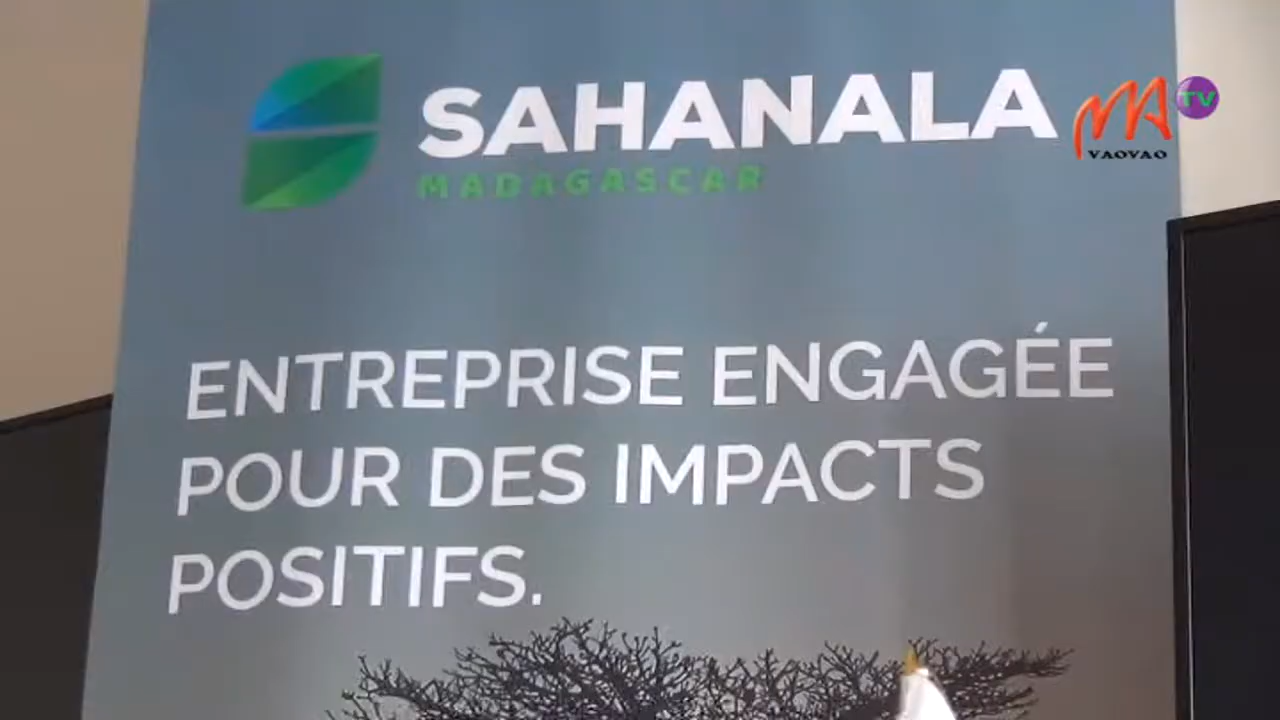 SAHANALA
MADAGASCAR
MA TV
VAOVAO
ENTREPRISE ENGAGÉE
POUR DES IMPACTS
POSITIFS.